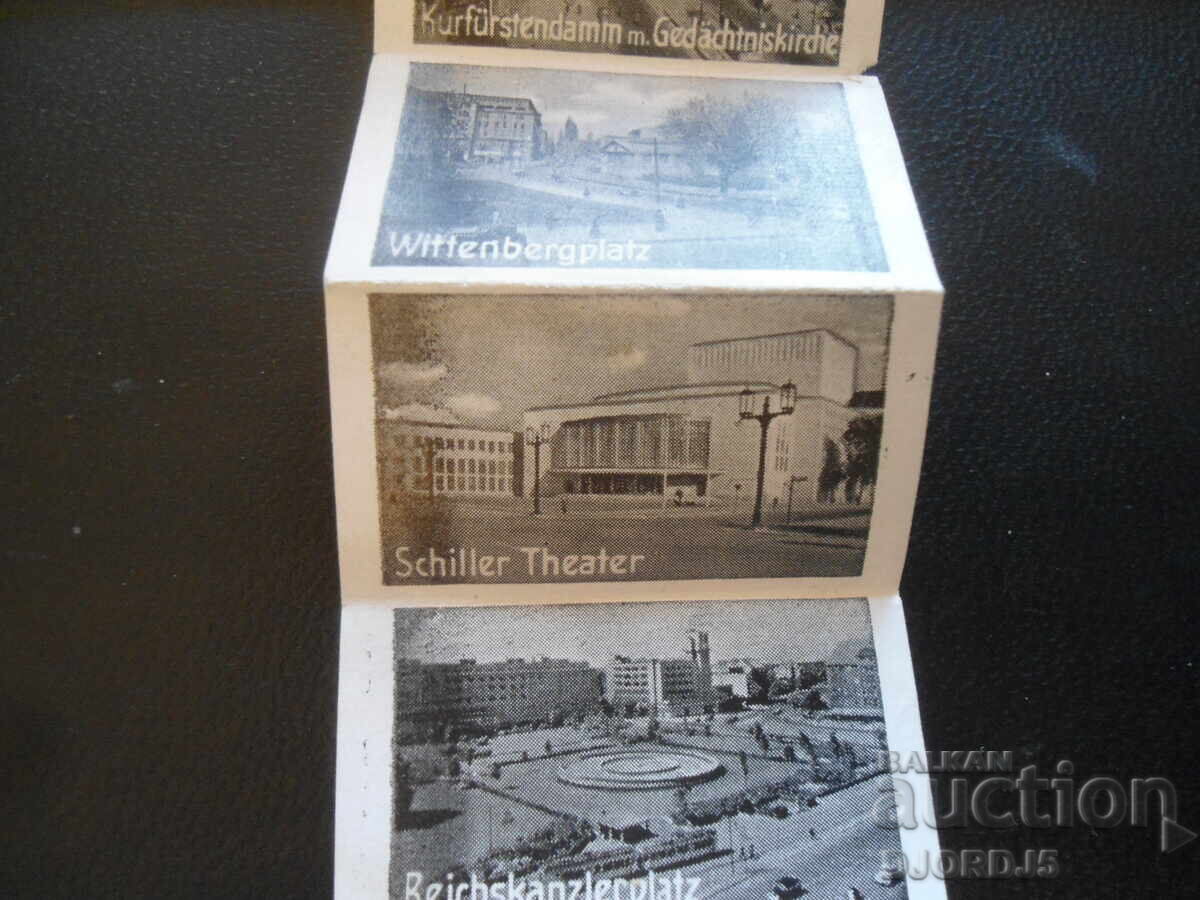 Kurfürstendamm m. Gedächtniskirche
Wittenbergplatz
Schiller Theater
Reichskanzlerplatz
BALKAN
auction
DJORDJ5